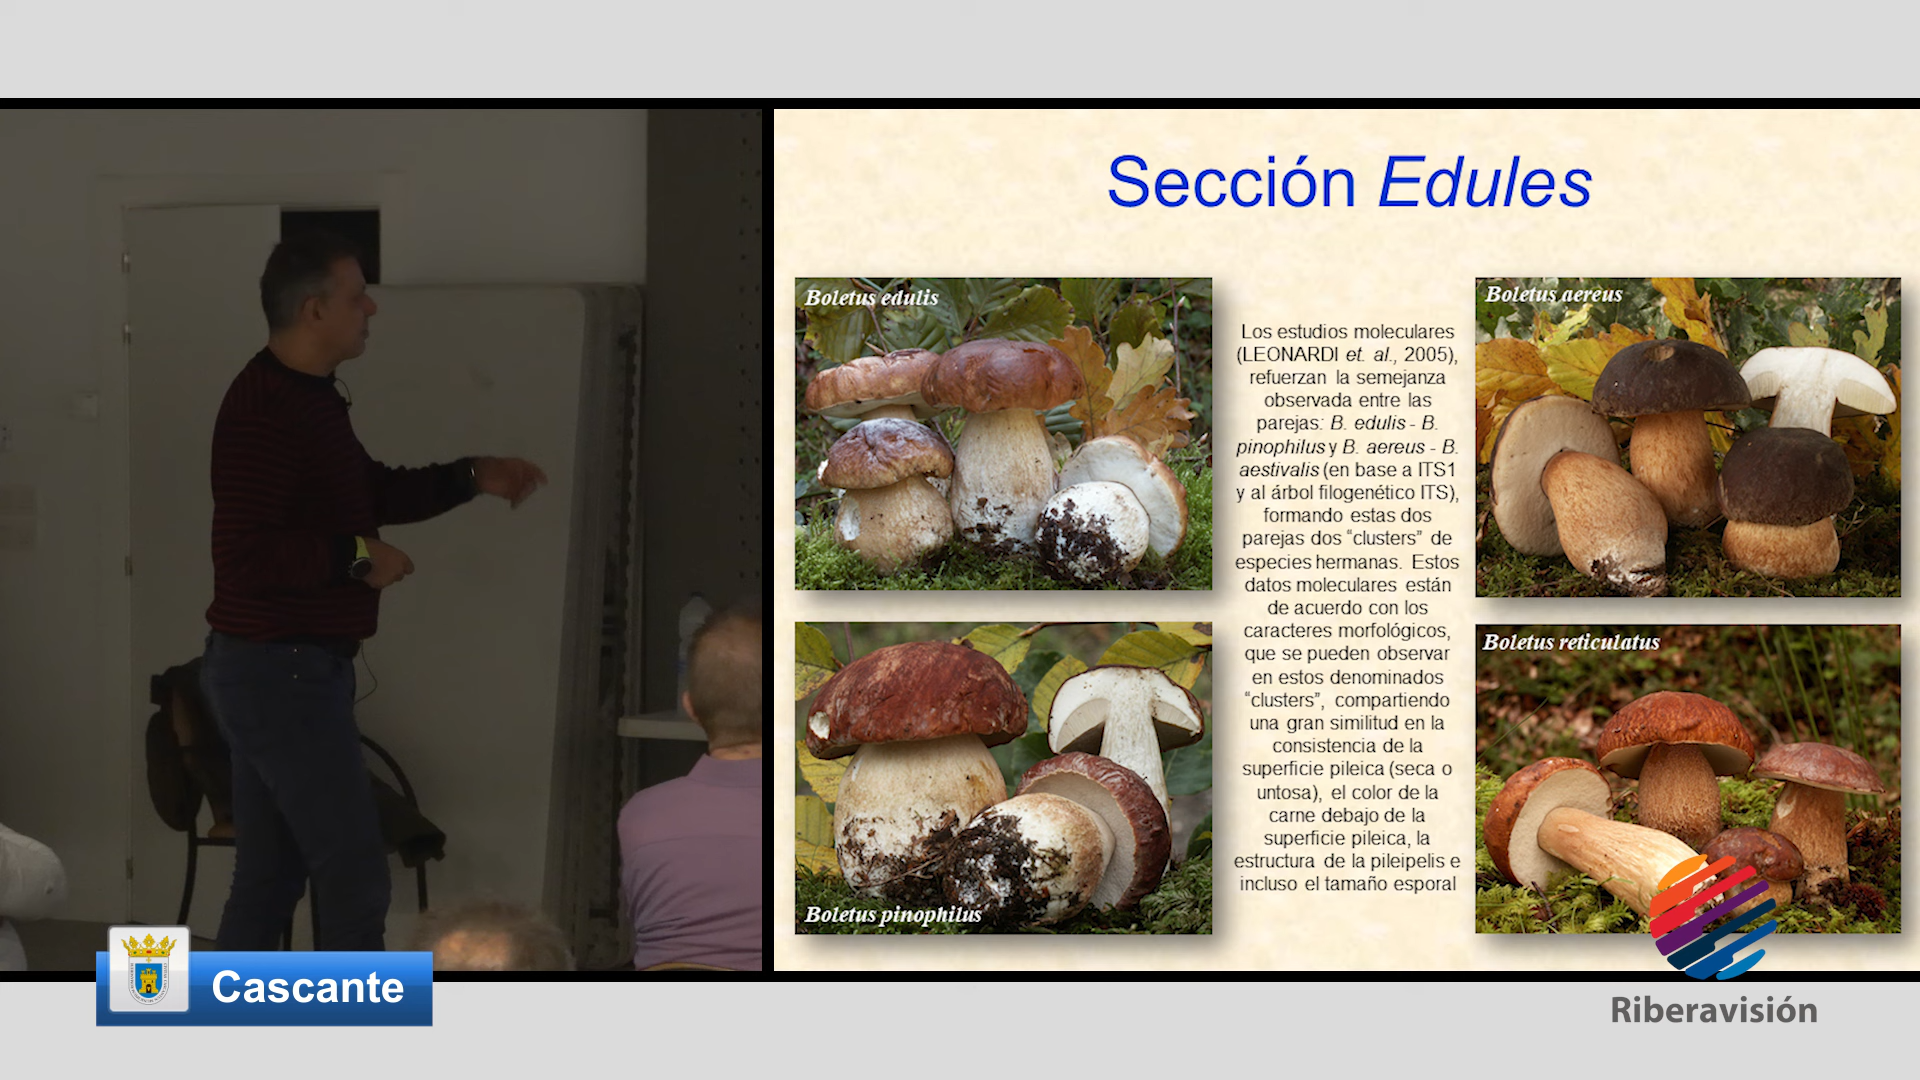 Sección Edules
Boletus edulis
Boletus aereus
Los estudios moleculares
(LEONARDI et. al., 2005),
refuerzan la semejanza
observada entre las
parejas: B. edulis - B.
pinophilus y B. aereus - B.
aestivalis (en base a ITS1
y al árbol filogenético ITS),
formando estas dos
parejas dos “clusters” de
especies hermanas. Estos
datos moleculares están
de acuerdo con los
caracteres morfológicos,
que se pueden observar
en estos denominados
“clusters”, compartiendo
una gran similitud en la
consistencia de la
superficie pileica (seca o
untosa), el color de la
carne debajo de la
superficie pileica, la
estructura de la pileipelis e
incluso el tamaño esporal
Boletus pinophilus
Boletus reticulatus
Cascante
Riberavisión